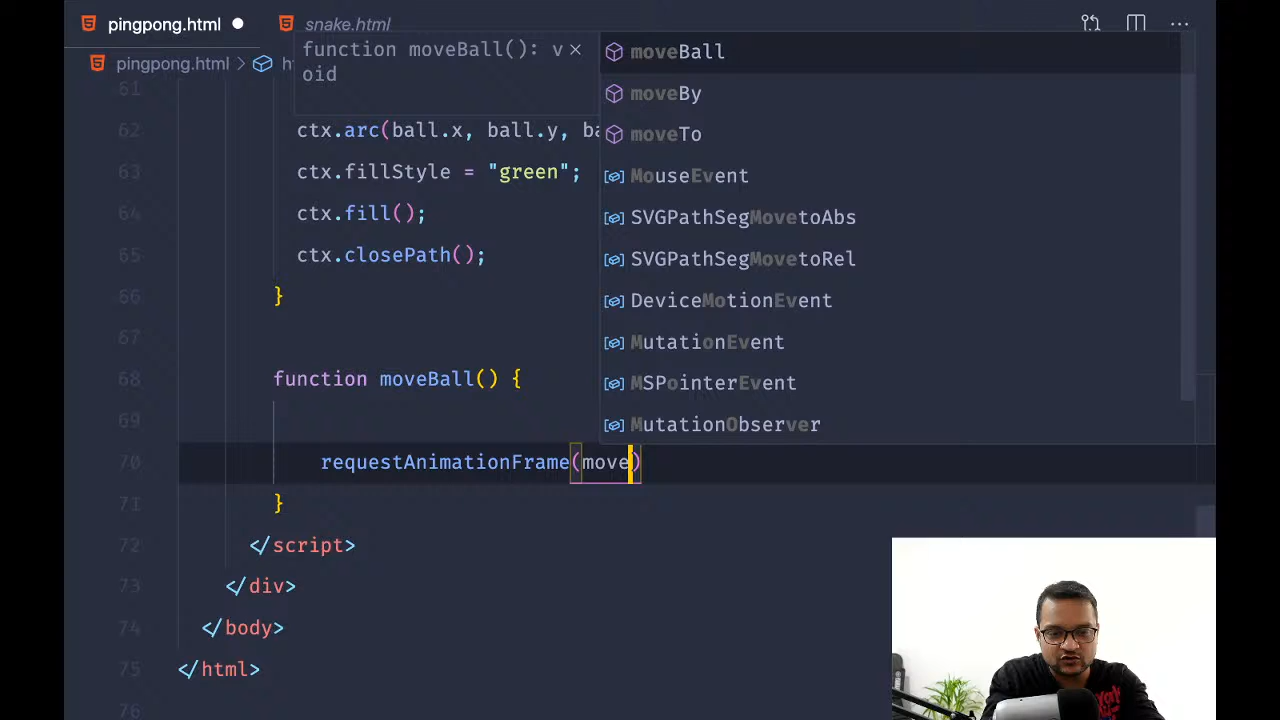 pingpong.html
snake.html
pingpong.html
function moveBall(): v
oid
moveBall
moveBy
moveTo
MouseEvent
SVGPathSegMovetoAbs
SVGPathSegMovetoRel
DeviceMotionEvent
MutationEvent
MSPointerEvent
MutationObserver
61
62 ctx.arc(ball.x, ball.y, ba
63 ctx.fillStyle = "green";
64 ctx.fill();
65 ctx.closePath();
66 }
67
68 function moveBall() {
69
70 requestAnimationFrame(move)
71 }
72 </script>
73 </div>
74 </body>
75 </html>
76